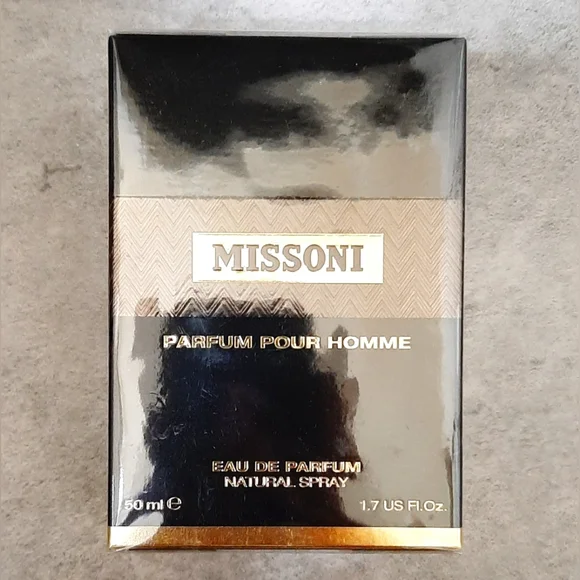 MISSONI
PARFUM POUR HOMME
EAU DE PARFUM
NATURAL SPRAY
50 ml ℮ 1.7 US Fl.Oz.